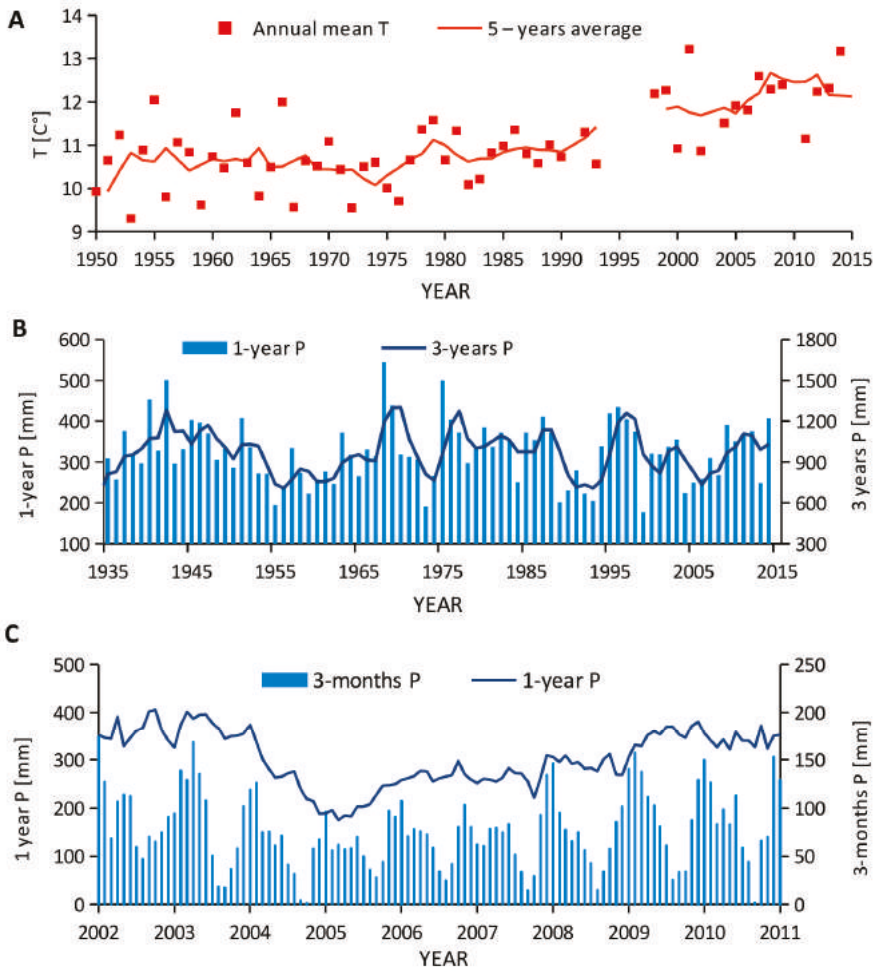 A
Annual mean T
5 – years average
T [C°]
14
13
12
11
10
9
1950 1955 1960 1965 1970 1975 1980 1985 1990 1995 2000 2005 2010 2015
YEAR
B
1-year P
3-years P
1-year P [mm]
600
500
400
300
200
100
3 years P [mm]
1800
1500
1200
900
600
300
1935 1945 1955 1965 1975 1985 1995 2005 2015
YEAR
C
3-months P
1-year P
1 year P [mm]
500
400
300
200
100
0
3-months P [mm]
250
200
150
100
50
0
2002 2003 2004 2005 2006 2007 2008 2009 2010 2011
YEAR